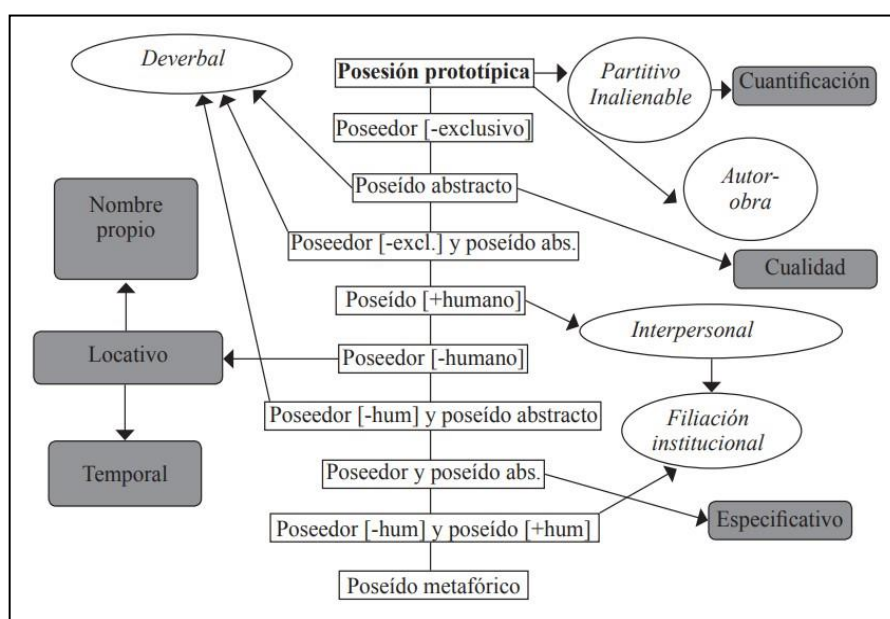 Deverbal
Posesión prototípica
Partitivo
Inalienable
Cuantificación
Poseedor [-exclusivo]
Poseído abstracto
Autor-
obra
Nombre
propio
Poseedor [-excl.] y poseído abs.
Cualidad
Poseído [+humano]
Interpersonal
Locativo
Poseedor [-humano]
Poseedor [-hum] y poseído abstracto
Filiación
institucional
Temporal
Poseedor y poseído abs.
Especificativo
Poseedor [-hum] y poseído [+hum]
Poseído metafórico